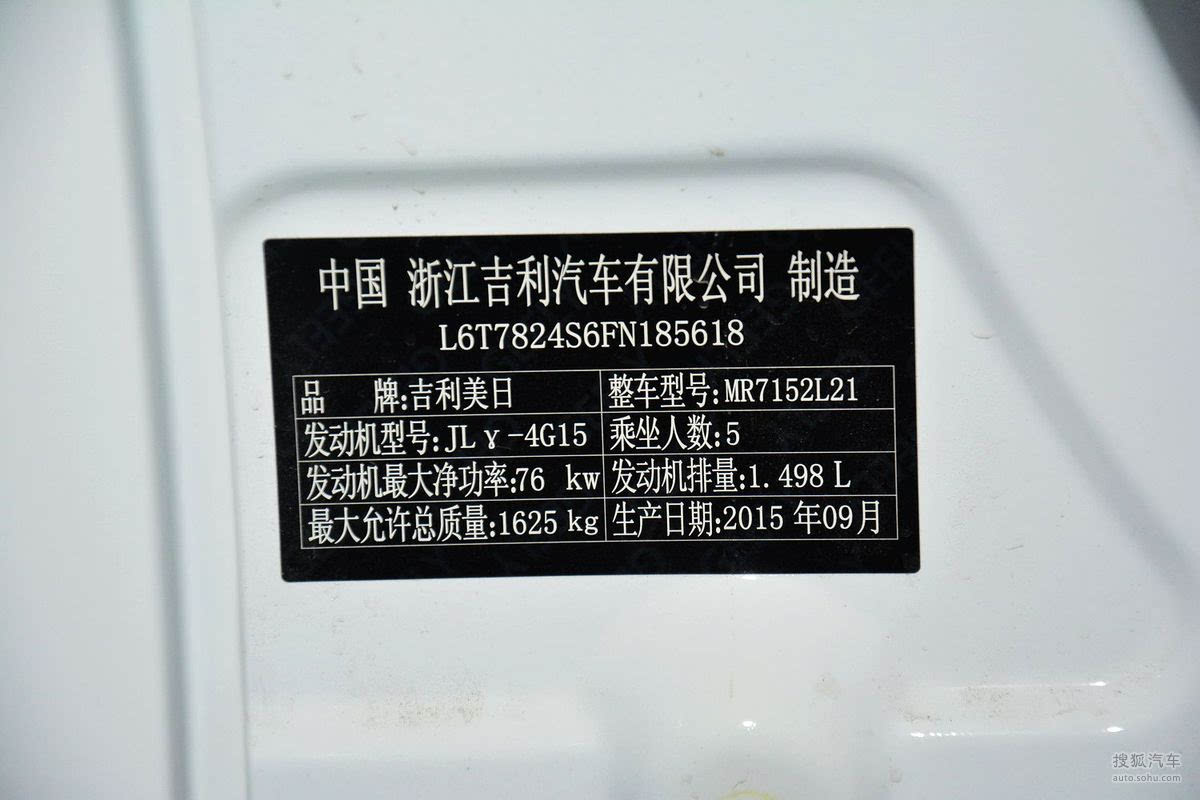 中国 浙江吉利汽车有限公司 制造
L6T7824S6FN185618
品 牌:吉利美日 整车型号:MR7152L21
发动机型号:JLγ-4G15 乘坐人数:5
发动机最大净功率:76 kw 发动机排量:1.498 L
最大允许总质量:1625 kg 生产日期:2015 年09月
搜狐汽车
auto.sohu.com